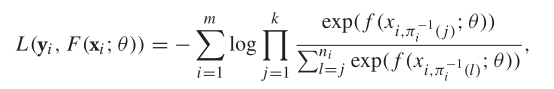 L(y_i, F(x_i; θ)) = − ∑_{i=1}^{m} log ∏_{j=1}^{k} exp(f(x_{i,π_i^{-1}(j)}; θ)) / ∑_{l=j}^{n_i} exp(f(x_{i,π_i^{-1}(l)}; θ)),